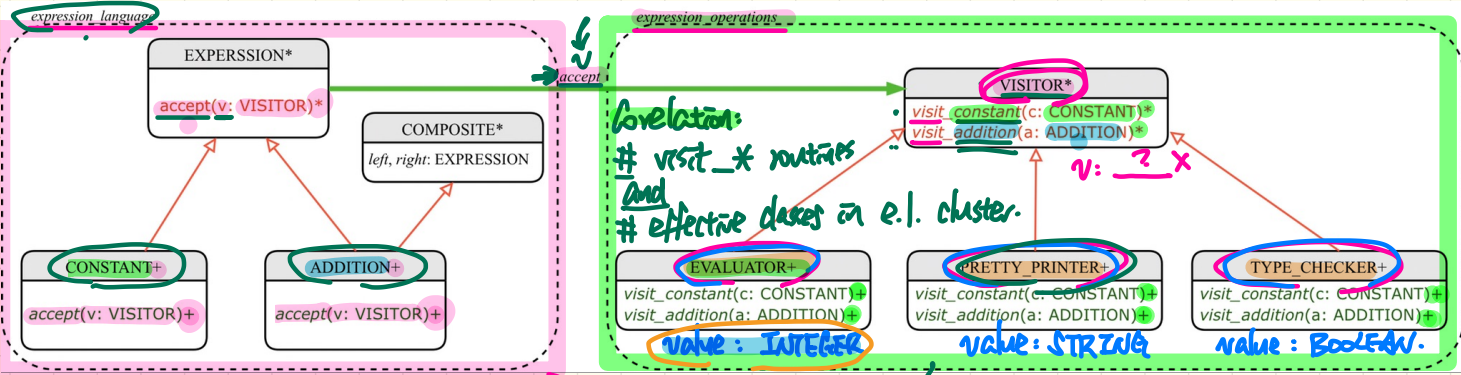 expression_language
EXPERSSION*
accept(v: VISITOR)*
COMPOSITE*
left, right: EXPRESSION
CONSTANT+
accept(v: VISITOR)+
ADDITION+
accept(v: VISITOR)+
v
accept
expression_operations
VISITOR*
visit_constant(c: CONSTANT)*
visit_addition(a: ADDITION)*
v: ? X
Corelation:
# visit_* routines
and
# effective classes in e.l. cluster.
EVALUATOR+
visit_constant(c: CONSTANT)+
visit_addition(a: ADDITION)+
value: INTEGER
PRETTY_PRINTER+
visit_constant(c: CONSTANT)+
visit_addition(a: ADDITION)+
value: STRING
TYPE_CHECKER+
visit_constant(c: CONSTANT)+
visit_addition(a: ADDITION)+
value: BOOLEAN.